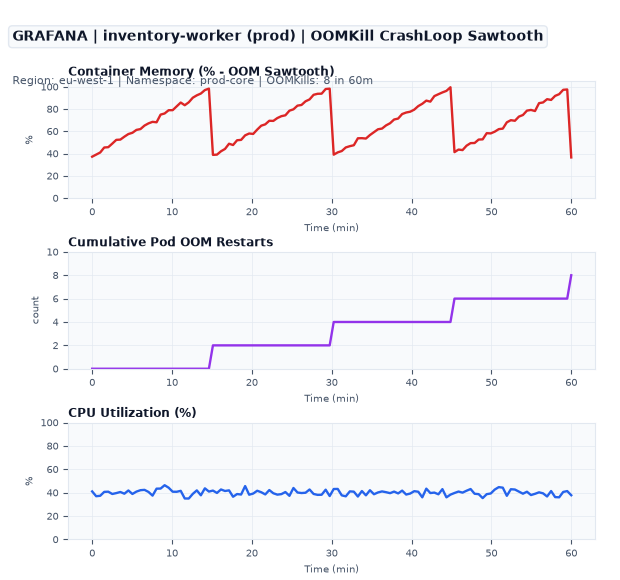 GRAFANA | inventory-worker (prod) | OOMKill CrashLoop Sawtooth
Container Memory (% - OOM Sawtooth)
Region: eu-west-1 | Namespace: prod-core | OOMKills: 8 in 60m
100
80
60
40
20
0
%
0 10 20 30 40 50 60
Time (min)
Cumulative Pod OOM Restarts
10
8
6
4
2
0
count
0 10 20 30 40 50 60
Time (min)
CPU Utilization (%)
100
80
60
40
20
0
%
0 10 20 30 40 50 60
Time (min)